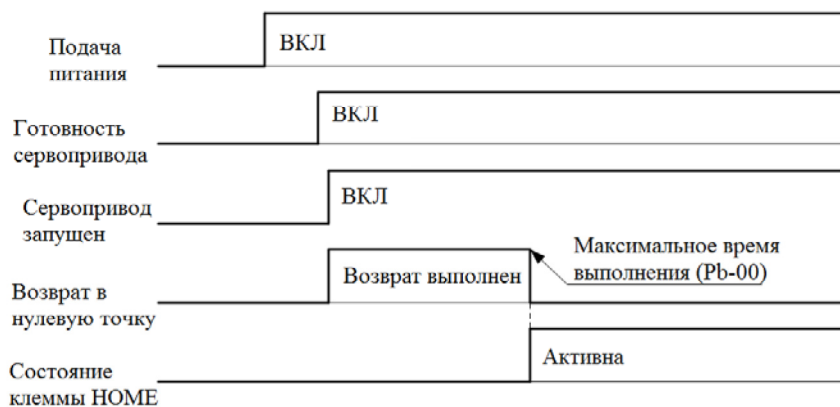 Подача
питания
ВКЛ
Готовность
сервопривода
ВКЛ
Сервопривод
запущен
ВКЛ
Возврат в
нулевую точку
Возврат выполнен
Максимальное время
выполнения (Pb-00)
Состояние
клеммы HOME
Активна